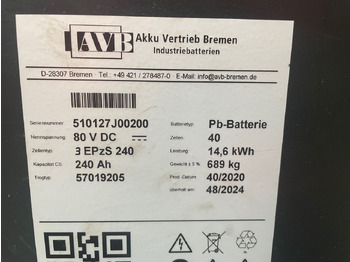 AVB Akku Vertrieb Bremen
Industriebatterien
D-28307 Bremen • Tel. +49 421 / 278487-0 • E-Mail: info@avb-bremen.de
Seriennummer: 510127J00200 Batterietyp: Pb-Batterie
Nennspannung: 80 V DC Zellen: 40
Zellentyp: 3 EPzS 240 Leistung: 14,6 kWh
Kapazität C5: 240 Ah Gewicht ± 5% 689 kg
Trogtyp: 57019205 40/2020
überholt am: 48/2024
Pb